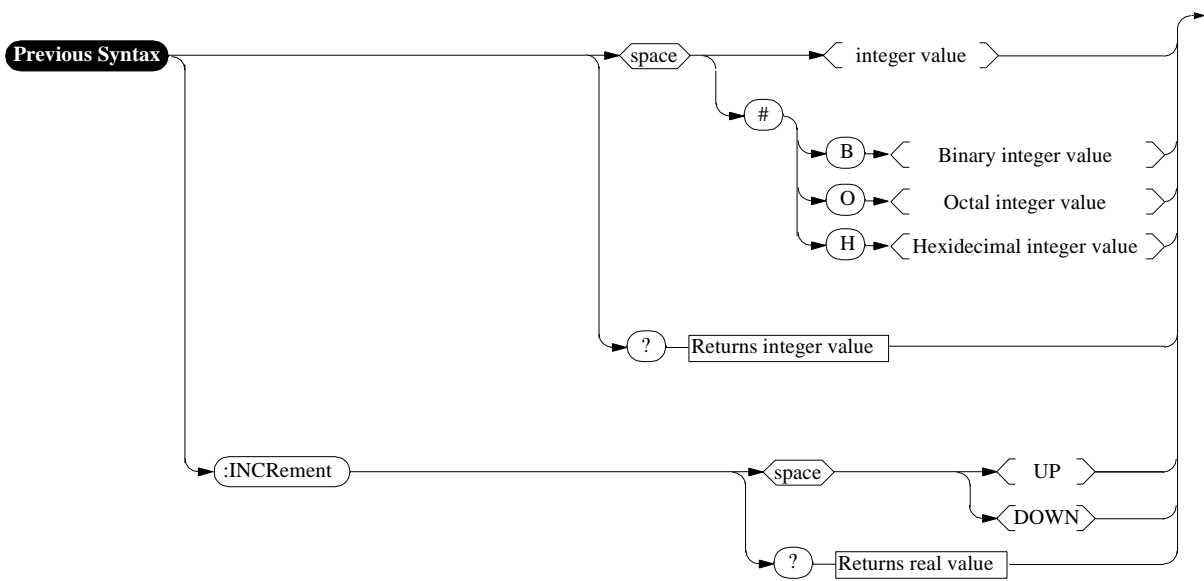 Previous Syntax
space
integer value
#
B
Binary integer value
O
Octal integer value
H
Hexidecimal integer value
?
Returns integer value
:INCRement
space
UP
DOWN
?
Returns real value